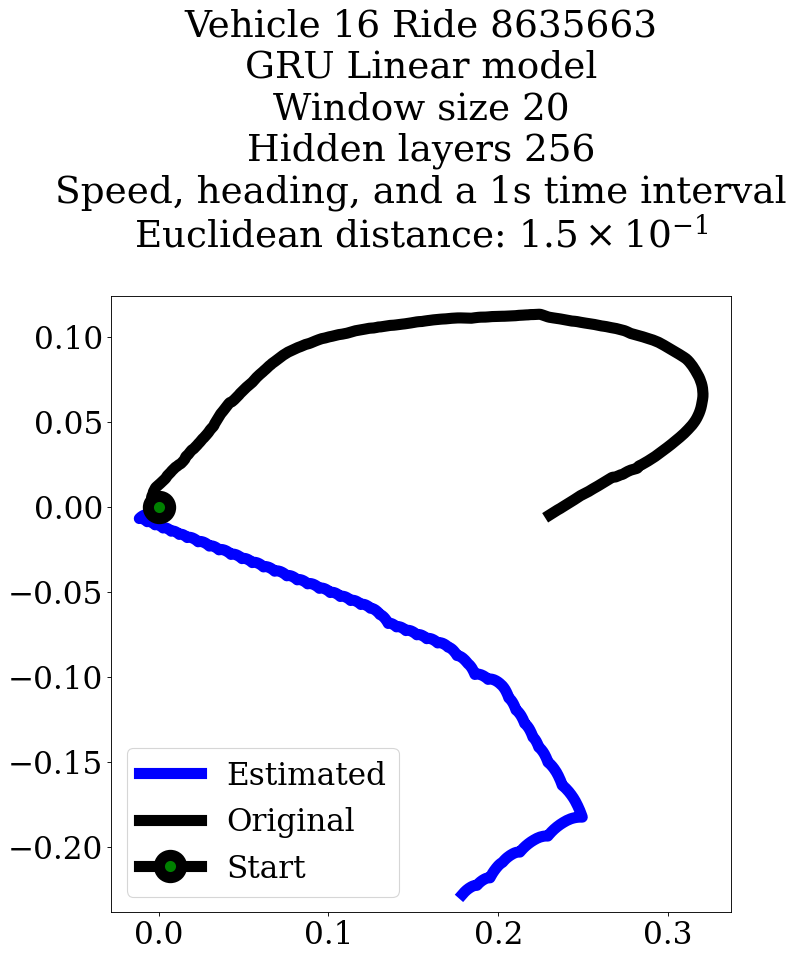 Vehicle 16 Ride 8635663
GRU Linear model
Window size 20
Hidden layers 256
Speed, heading, and a 1s time interval
Euclidean distance: 1.5 × 10⁻¹
0.10
0.05
0.00
−0.05
−0.10
−0.15
−0.20
Estimated
Original
Start
0.0 0.1 0.2 0.3